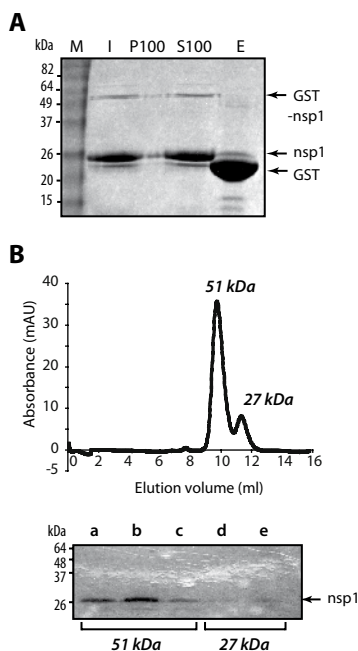 A
kDa M I P100 S100 E
82
64
49
37
26
20
15
GST
-nsp1
nsp1
GST
B
51 kDa
27 kDa
Absorbance (mAU)
40
30
20
10
0
-5
0 2 4 6 8 10 12 14 16
Elution volume (ml)
kDa a b c d e
64
48
37
26
nsp1
51 kDa 27 kDa